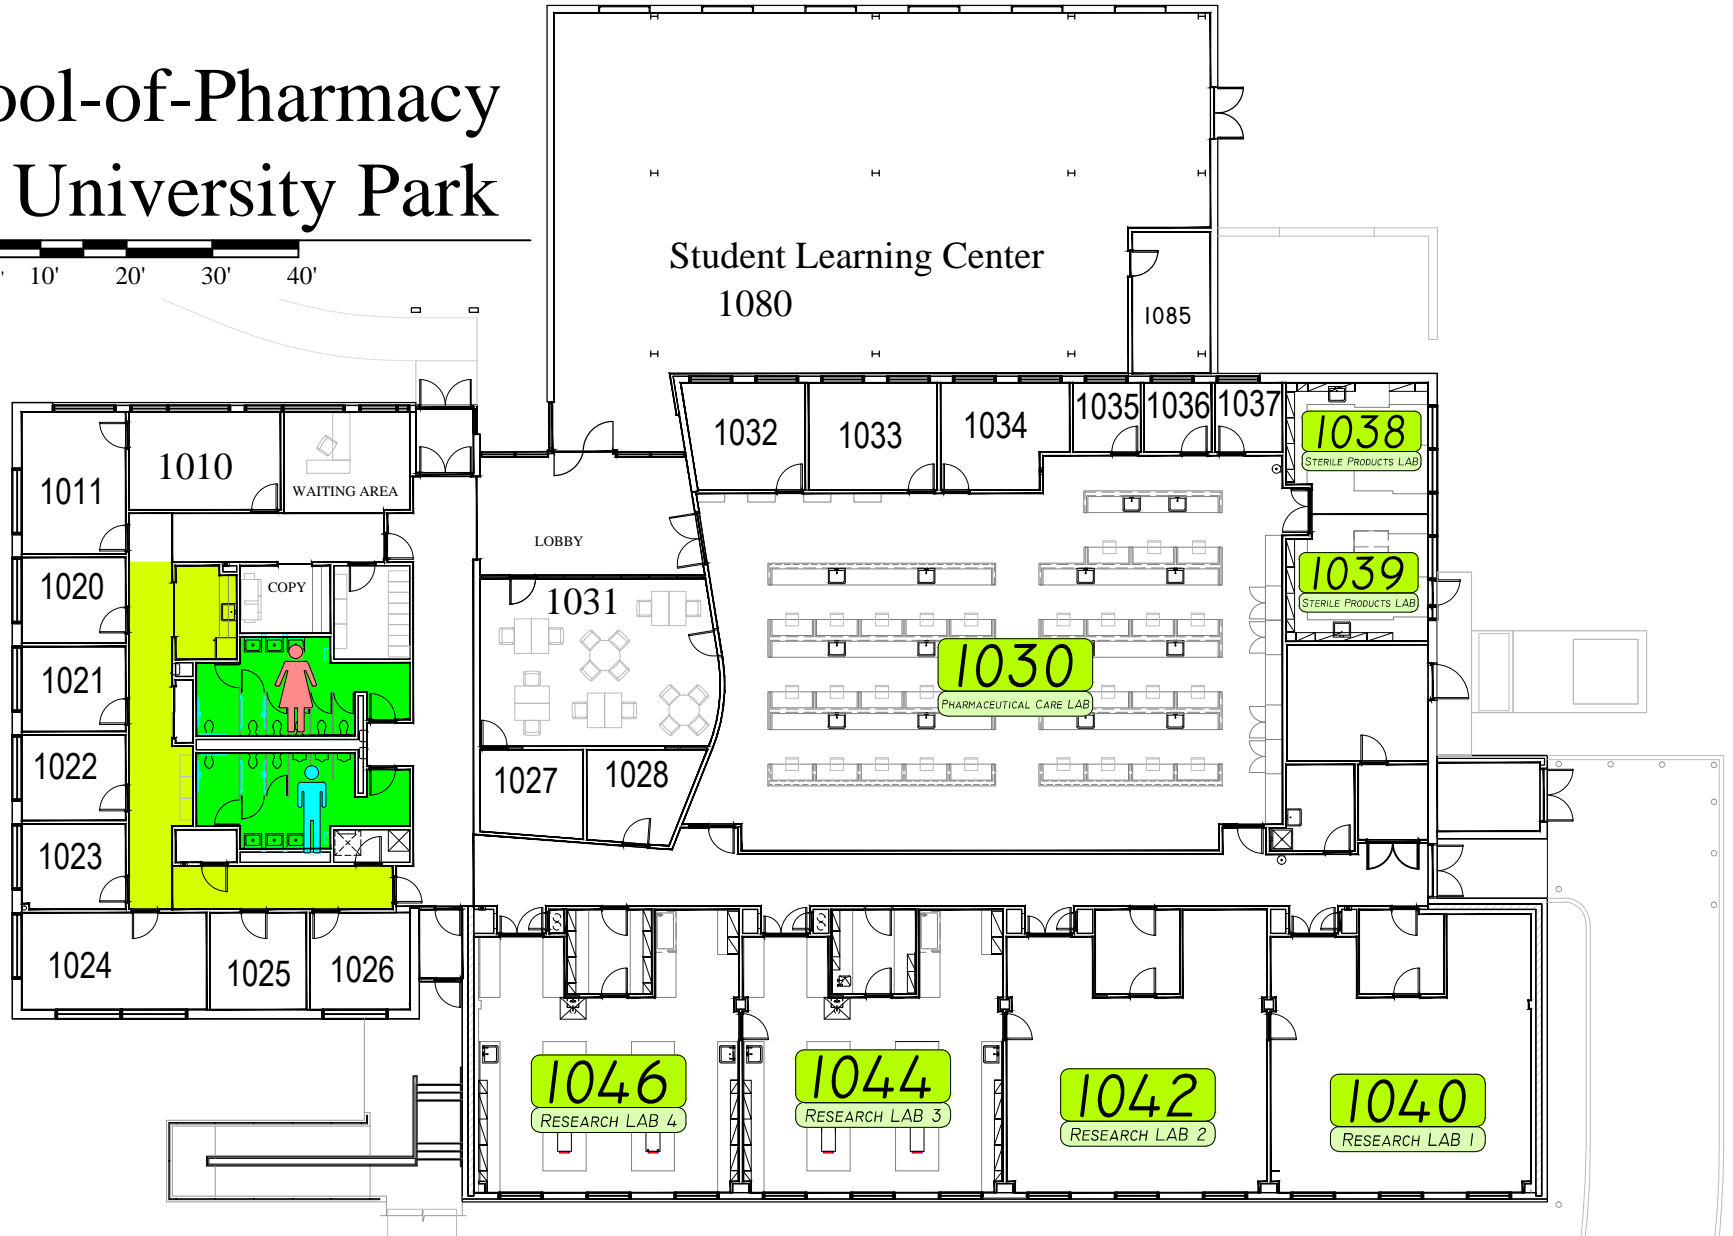 ool-of-Pharmacy
University Park
' 10' 20' 30' 40'
Student Learning Center
1080
1085
1032
1033
1034
1035
1036
1037
1038
STERILE PRODUCTS LAB
1011
1010
WAITING AREA
LOBBY
1020
COPY
1031
1039
STERILE PRODUCTS LAB
1021
1030
PHARMACEUTICAL CARE LAB
1022
1027
1028
1023
1024
1025
1026
1046
RESEARCH LAB 4
1044
RESEARCH LAB 3
1042
RESEARCH LAB 2
1040
RESEARCH LAB 1